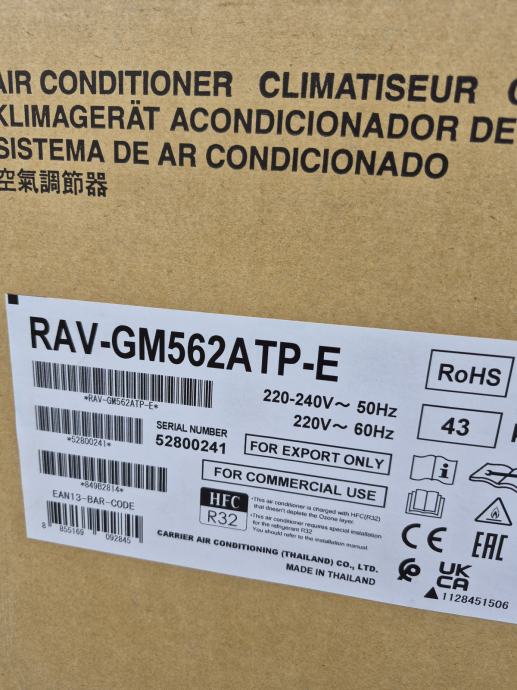 AIR CONDITIONER CLIMATISEUR
KLIMAGERÄT ACONDICIONADOR DE
SISTEMA DE AR CONDICIONADO
空氣調節器
RAV-GM562ATP-E
*RAV-GM562ATP-E*
220-240V～ 50Hz
220V～ 60Hz
RoHS
43
*52800241*
SERIAL NUMBER
52800241
FOR EXPORT ONLY
*849B2814*
FOR COMMERCIAL USE
EAN13-BAR-CODE
8 855169 092845
HFC
R32
•This air conditioner is charged with HFC(R32)
that doesn't deplete the Ozone layer.
•This air conditioner requires special installation
for the refrigerant R32.
You should refer to the installation manual.
CARRIER AIR CONDITIONING (THAILAND) CO., LTD.
MADE IN THAILAND
CE
EAC
UK
CA
▲1128451506